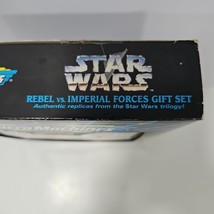 STAR
WARS
REBEL VS. IMPERIAL FORCES GIFT SET
Authentic replicas from the Star Wars trilogy!